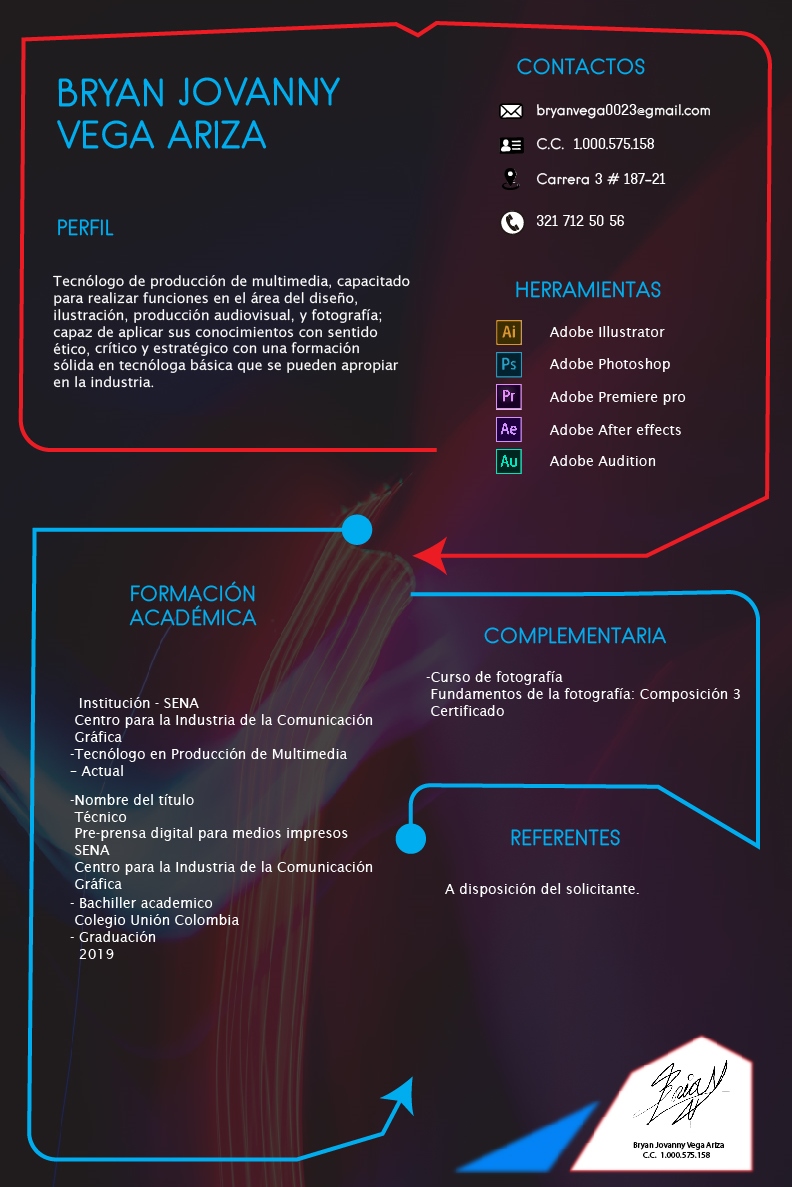 BRYAN JOVANNY
VEGA ARIZA
PERFIL
Tecnólogo de producción de multimedia, capacitado
para realizar funciones en el área del diseño,
ilustración, producción audiovisual, y fotografía;
capaz de aplicar sus conocimientos con sentido
ético, crítico y estratégico con una formación
sólida en tecnóloga básica que se pueden apropiar
en la industria.
CONTACTOS
bryanvega0023@gmail.com
C.C. 1.000.575.158
Carrera 3 # 187-21
321 712 50 56
HERRAMIENTAS
Ai Adobe Illustrator
Ps Adobe Photoshop
Pr Adobe Premiere pro
Ae Adobe After effects
Au Adobe Audition
FORMACIÓN
ACADÉMICA
Institución - SENA
Centro para la Industria de la Comunicación
Gráfica
-Tecnólogo en Producción de Multimedia
- Actual
-Nombre del título
Técnico
Pre-prensa digital para medios impresos
SENA
Centro para la Industria de la Comunicación
Gráfica
- Bachiller academico
Colegio Unión Colombia
- Graduación
2019
COMPLEMENTARIA
-Curso de fotografía
Fundamentos de la fotografía: Composición 3
Certificado
REFERENTES
A disposición del solicitante.
Bryan Jovanny Vega Ariza
C.C. 1.000.575.158